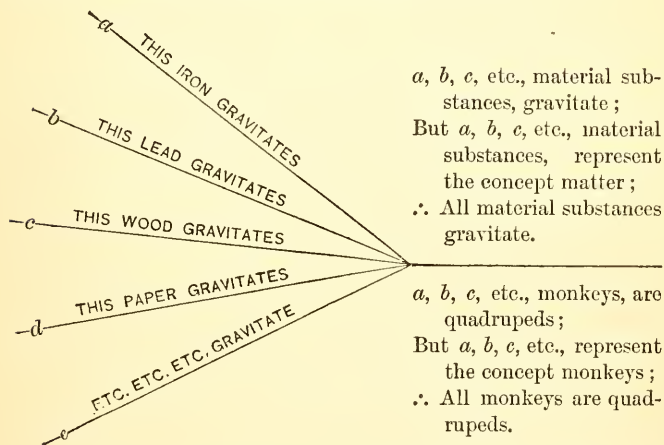 a
THIS IRON GRAVITATES
b
THIS LEAD GRAVITATES
c
THIS WOOD GRAVITATES
d
THIS PAPER GRAVITATES
e
ETC. ETC. ETC, GRAVITATE
a, b, c, etc., material sub-
stances, gravitate ;
But a, b, c, etc., material
substances, represent
the concept matter ;
∴ All material substances
gravitate.
a, b, c, etc., monkeys, are
quadrupeds ;
But a, b, c, etc., represent
the concept monkeys ;
∴ All monkeys are quad-
rupeds.